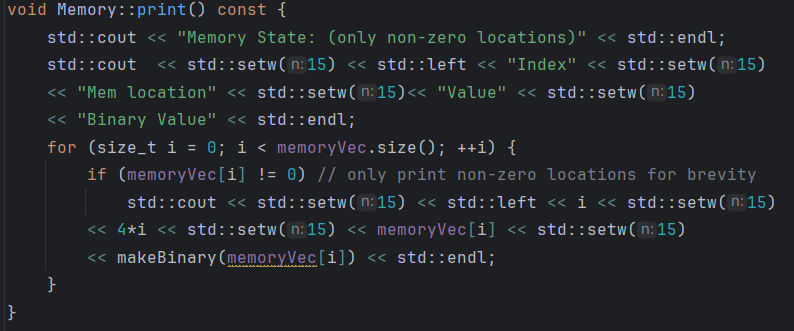 void Memory::print() const {
    std::cout << "Memory State: (only non-zero locations)" << std::endl;
    std::cout  << std::setw(n:15) << std::left << "Index" << std::setw(n:15)
    << "Mem location" << std::setw(n:15)<< "Value" << std::setw(n:15)
    << "Binary Value" << std::endl;
    for (size_t i = 0; i < memoryVec.size(); ++i) {
        if (memoryVec[i] != 0) // only print non-zero locations for brevity
            std::cout << std::setw(n:15) << std::left << i << std::setw(n:15)
        << 4*i << std::setw(n:15) << memoryVec[i] << std::setw(n:15)
        << makeBinary(memoryVec[i]) << std::endl;
    }
}